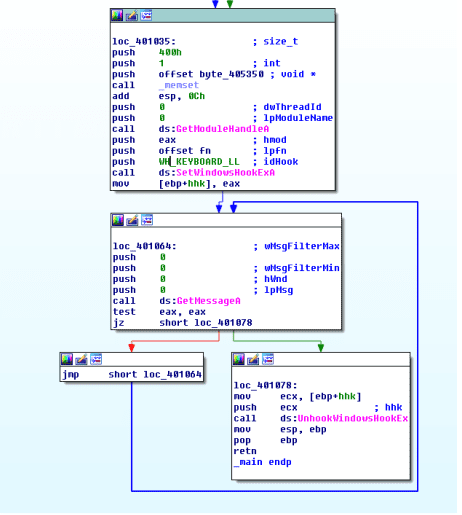 loc_401035: ; size_t
push 400h
push 1 ; int
push offset byte_405350 ; void *
call _memset
add esp, 0Ch
push 0 ; dwThreadId
push 0 ; lpModuleName
call ds:GetModuleHandleA
push eax ; hmod
push offset fn ; lpfn
push WH_KEYBOARD_LL ; idHook
call ds:SetWindowsHookExA
mov [ebp+hhk], eax
loc_401064: ; wMsgFilterMax
push 0
push 0 ; wMsgFilterMin
push 0 ; hWnd
push 0 ; lpMsg
call ds:GetMessageA
test eax, eax
jz short loc_401078
jmp short loc_401064
loc_401078:
mov ecx, [ebp+hhk]
push ecx ; hhk
call ds:UnhookWindowsHookEx
mov esp, ebp
pop ebp
retn
_main endp